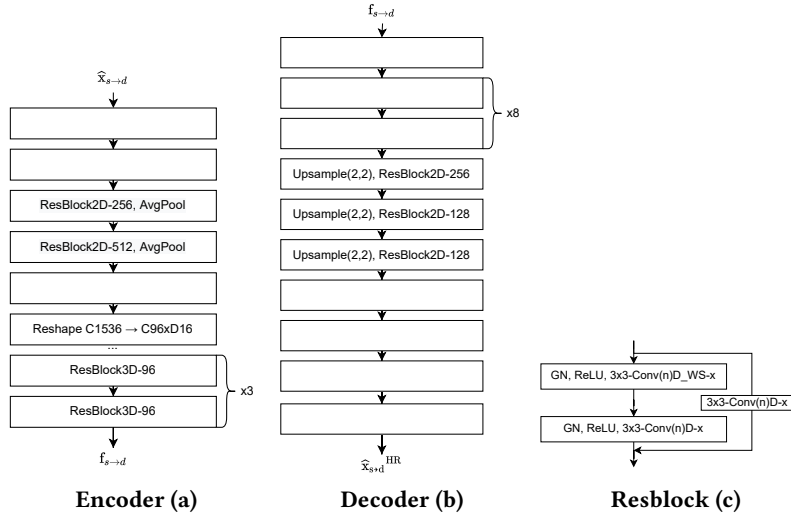 x̂ₛ→d
ResBlock2D-256, AvgPool
ResBlock2D-512, AvgPool
Reshape C1536 → C96xD16
...
ResBlock3D-96
ResBlock3D-96
x3
fₛ→d
Encoder (a)
fₛ→d
x8
Upsample(2,2), ResBlock2D-256
Upsample(2,2), ResBlock2D-128
Upsample(2,2), ResBlock2D-128
x̂ₛ→d^HR
Decoder (b)
GN, ReLU, 3x3-Conv(n)D_WS-x
3x3-Conv(n)D-x
GN, ReLU, 3x3-Conv(n)D-x
Resblock (c)